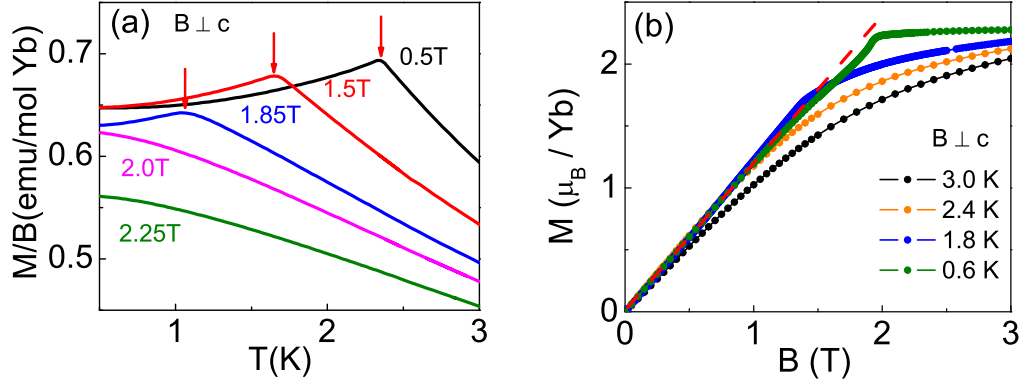 (a)
B ⊥ c
0.7
0.6
0.5
M/B(emu/mol Yb)
0.5T
1.5T
1.85T
2.0T
2.25T
1
2
3
T(K)
(b)
2
1
0
M (μB / Yb)
B ⊥ c
3.0 K
2.4 K
1.8 K
0.6 K
0
1
2
3
B (T)